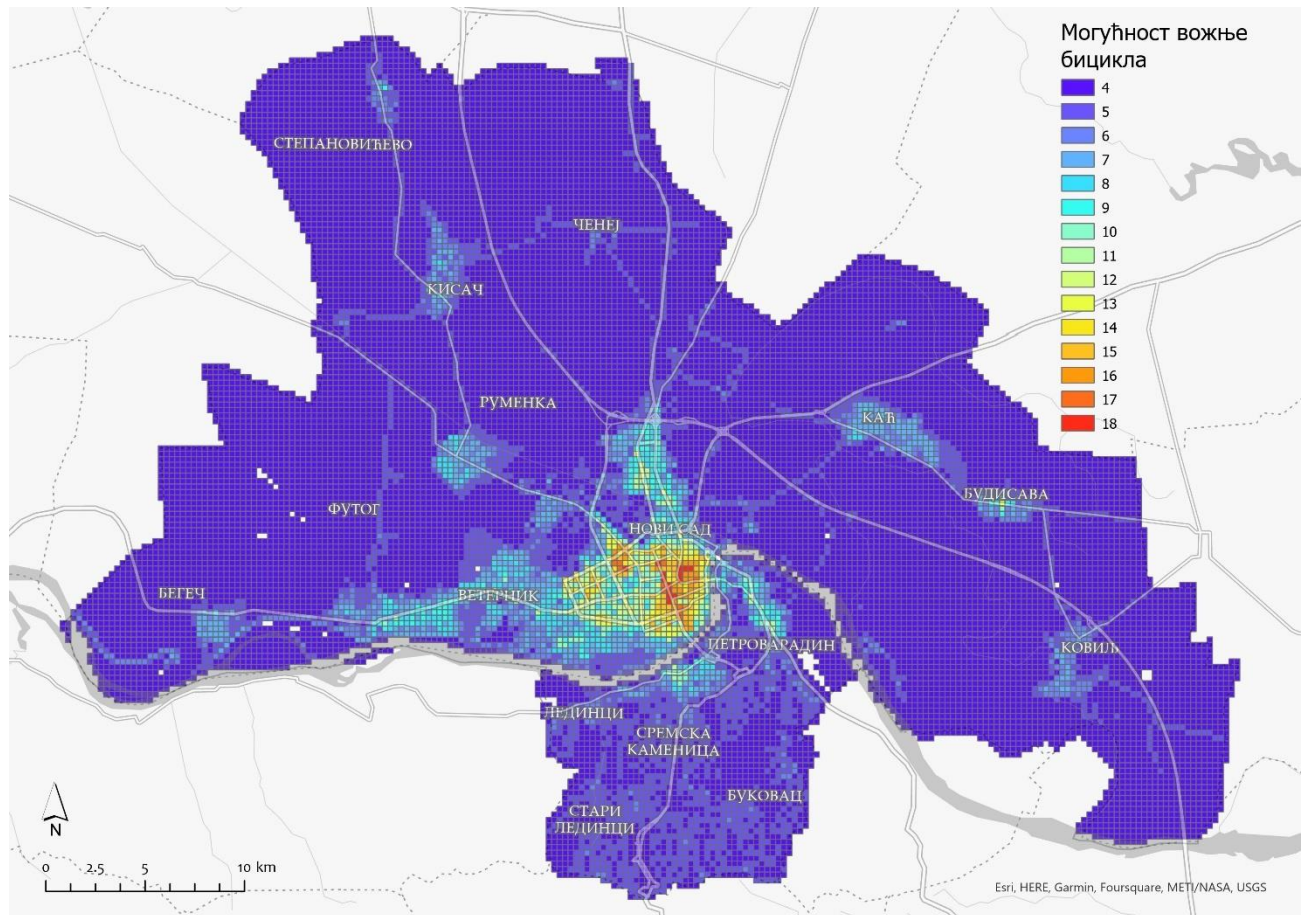 Могућност вожње
бицикла
4
5
6
7
8
9
10
11
12
13
14
15
16
17
18
СТЕПАНОВИЋЕВО
ЧЕНЕЈ
КИСАЧ
РУМЕНКА
КАЋ
БУДИСАВА
ФУТОГ
НОВИ САД
БЕГЕЧ
ВЕТЕРНИК
ПЕТРОВАРАДИН
КОВИЉ
ЛЕДИНЦИ
СРЕМСКА
КАМЕНИЦА
БУКОВАЦ
СТАРИ
ЛЕДИНЦИ
N
0 2.5 5 10 km
Esri, HERE, Garmin, Foursquare, METI/NASA, USGS